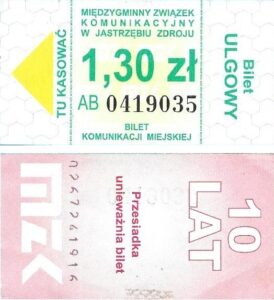 MIĘDZYGMINNY ZWIĄZEK
KOMUNIKACYJNY
W JASTRZĘBIU ZDROJU
TU KASOWAĆ
1,30 zł
AB 0419035
BILET
KOMUNIKACJI MIEJSKIEJ
Bilet
ULGOWY
MZK
0267261916
Przesiadka
unieważnia bilet
10
LAT